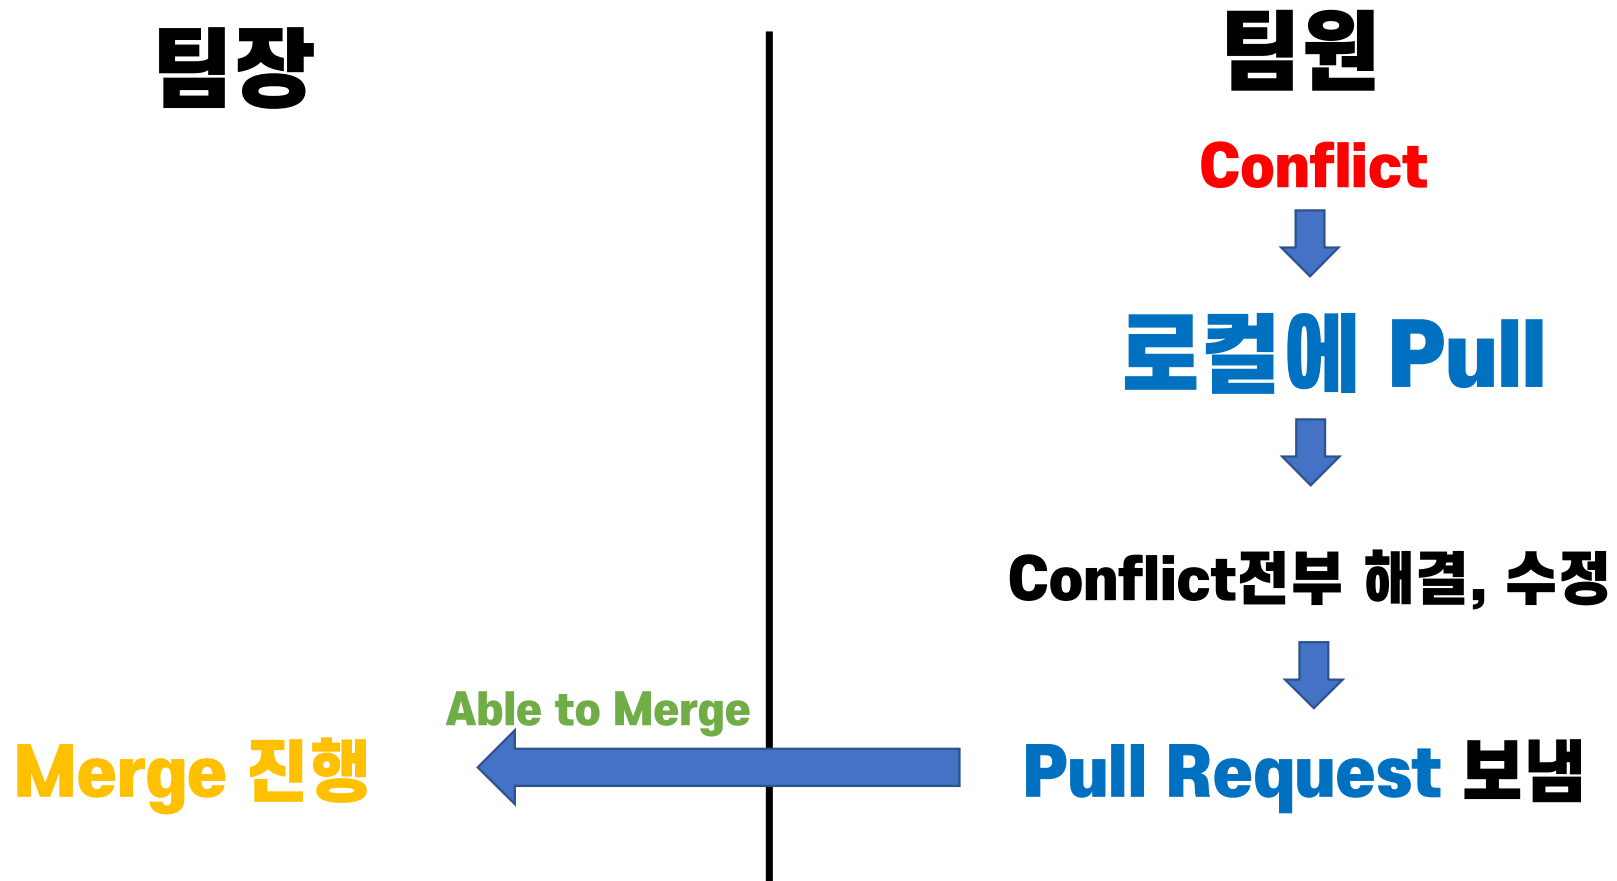 팀장
팀원
Conflict
로컬에 Pull
Conflict전부 해결, 수정
Able to Merge
Merge 진행
Pull Request 보냄